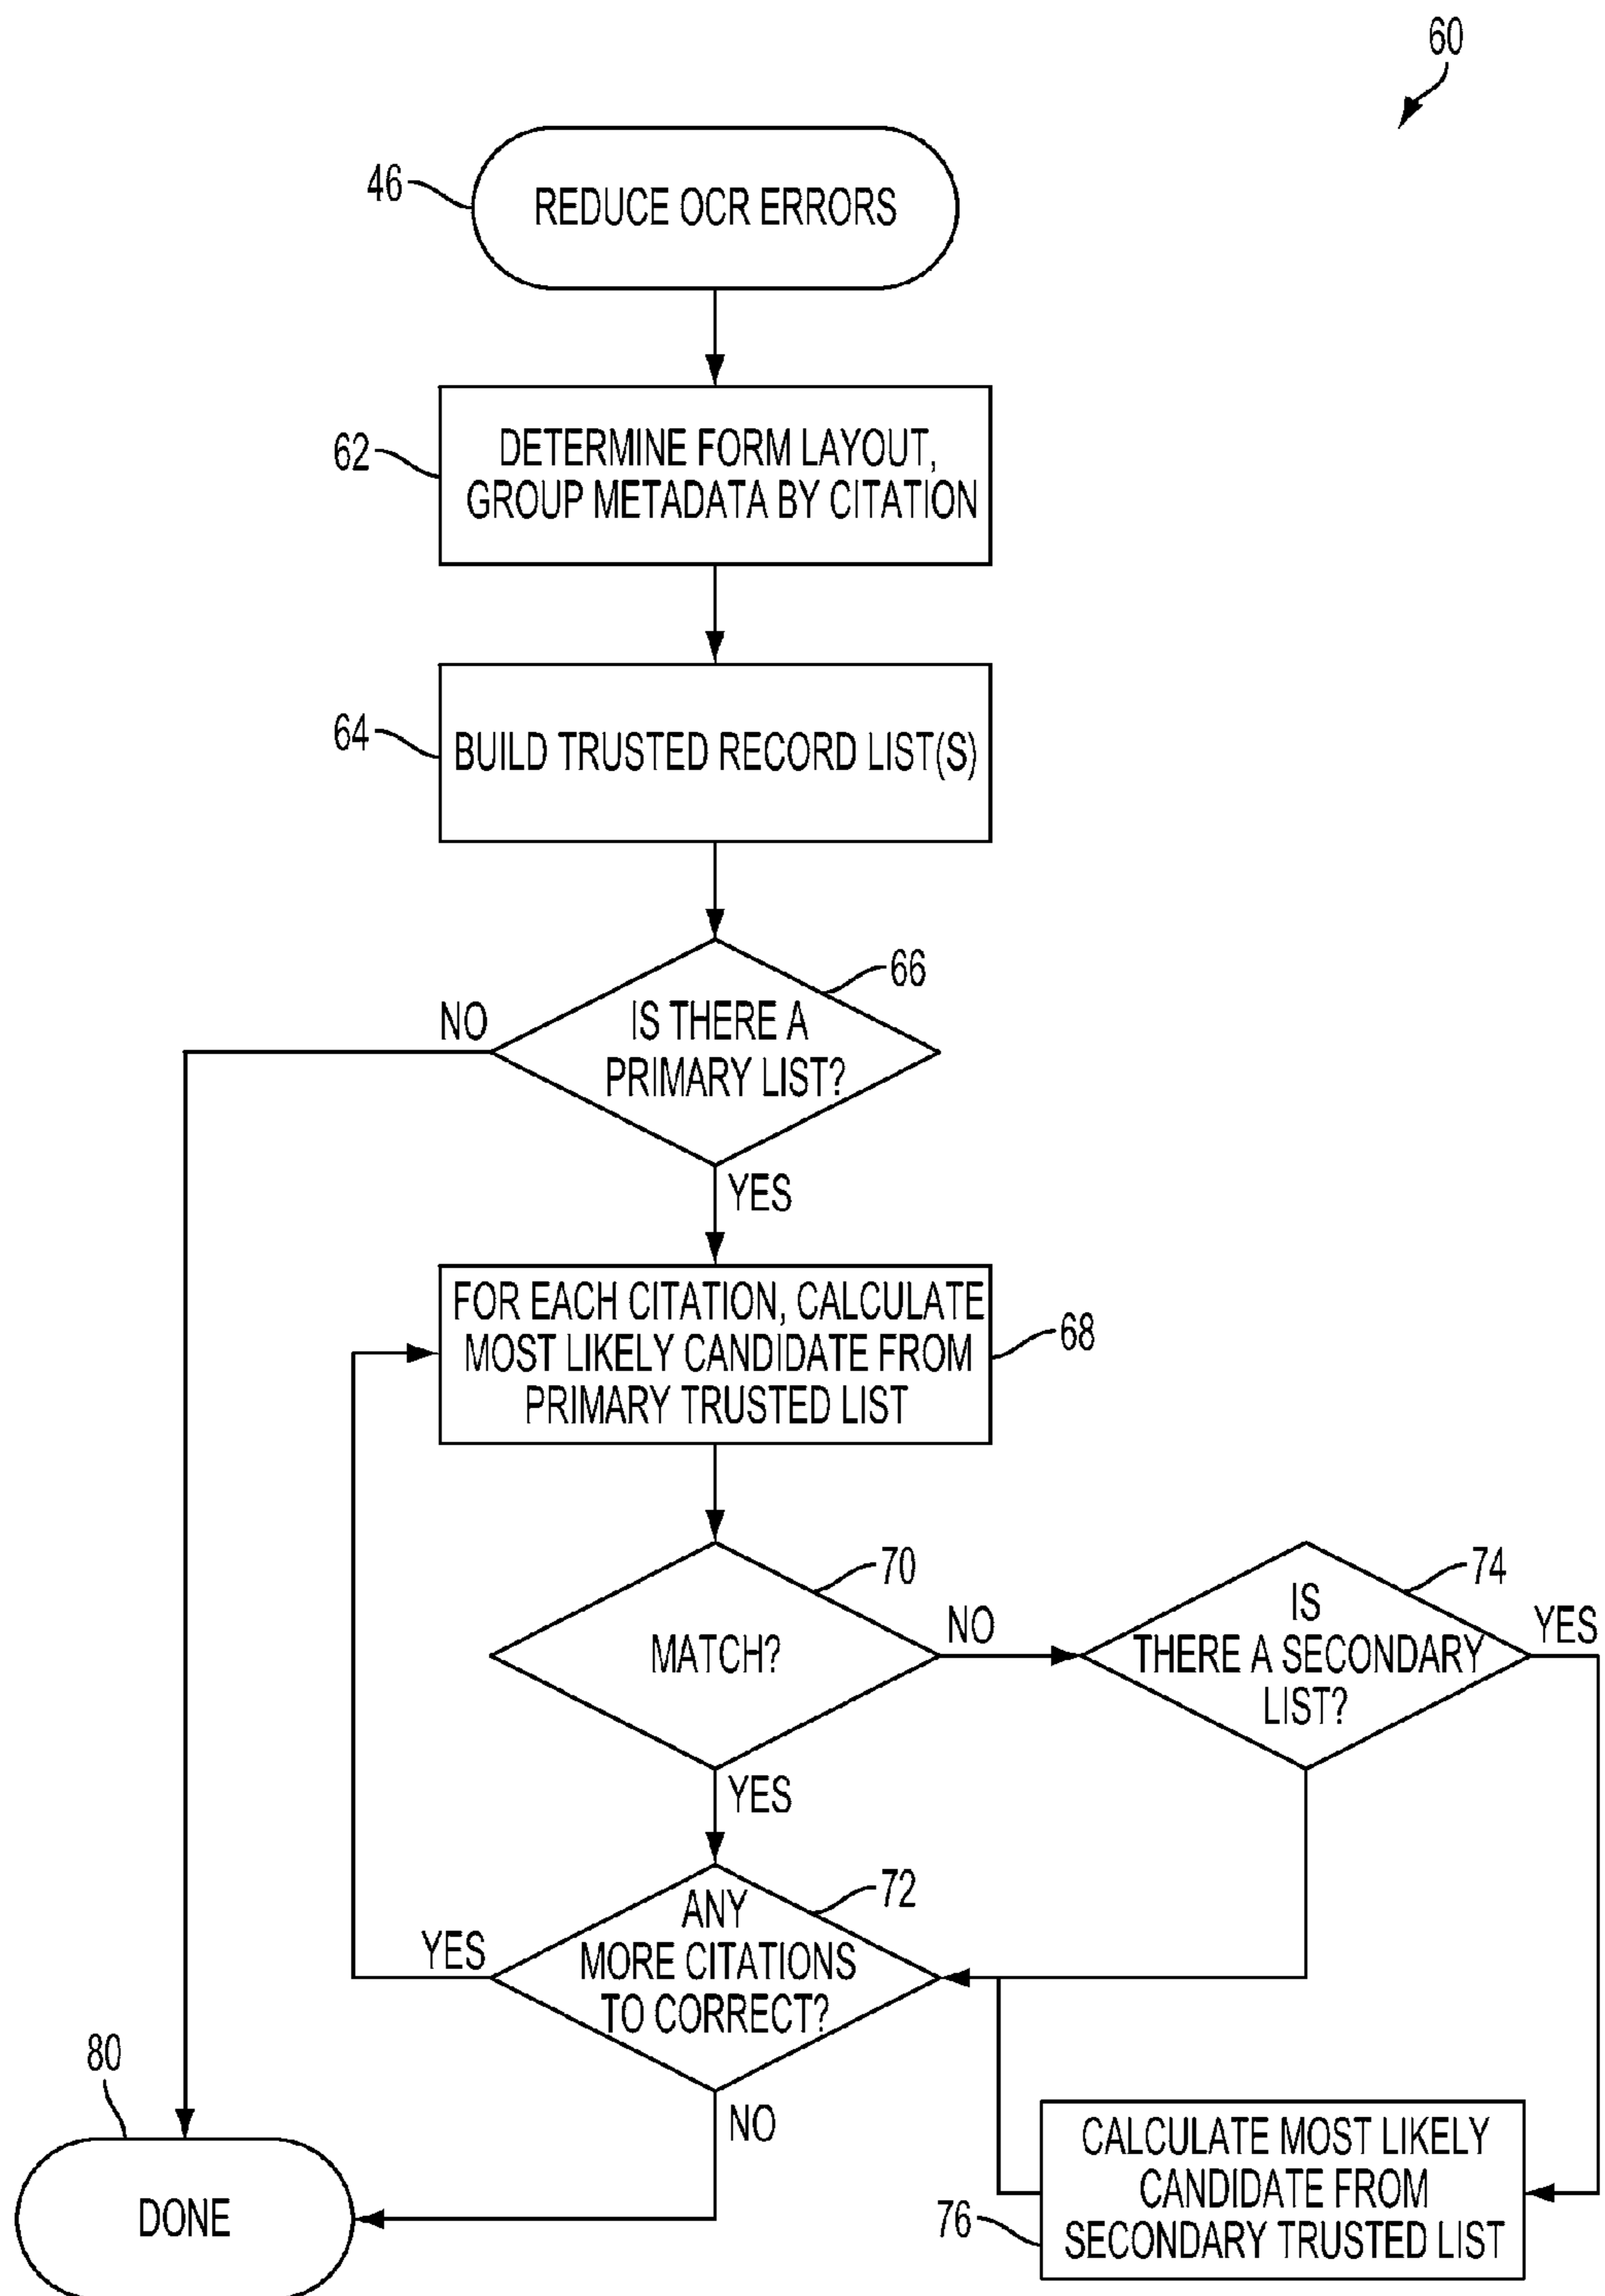 60
46
REDUCE OCR ERRORS
62
DETERMINE FORM LAYOUT,
GROUP METADATA BY CITATION
64
BUILD TRUSTED RECORD LIST(S)
66
NO
IS THERE A
PRIMARY LIST?
YES
FOR EACH CITATION, CALCULATE
MOST LIKELY CANDIDATE FROM
PRIMARY TRUSTED LIST
68
70
MATCH?
NO
74
IS
THERE A SECONDARY
LIST?
YES
YES
72
ANY
MORE CITATIONS
TO CORRECT?
YES
NO
80
DONE
CALCULATE MOST LIKELY
CANDIDATE FROM
SECONDARY TRUSTED LIST
76